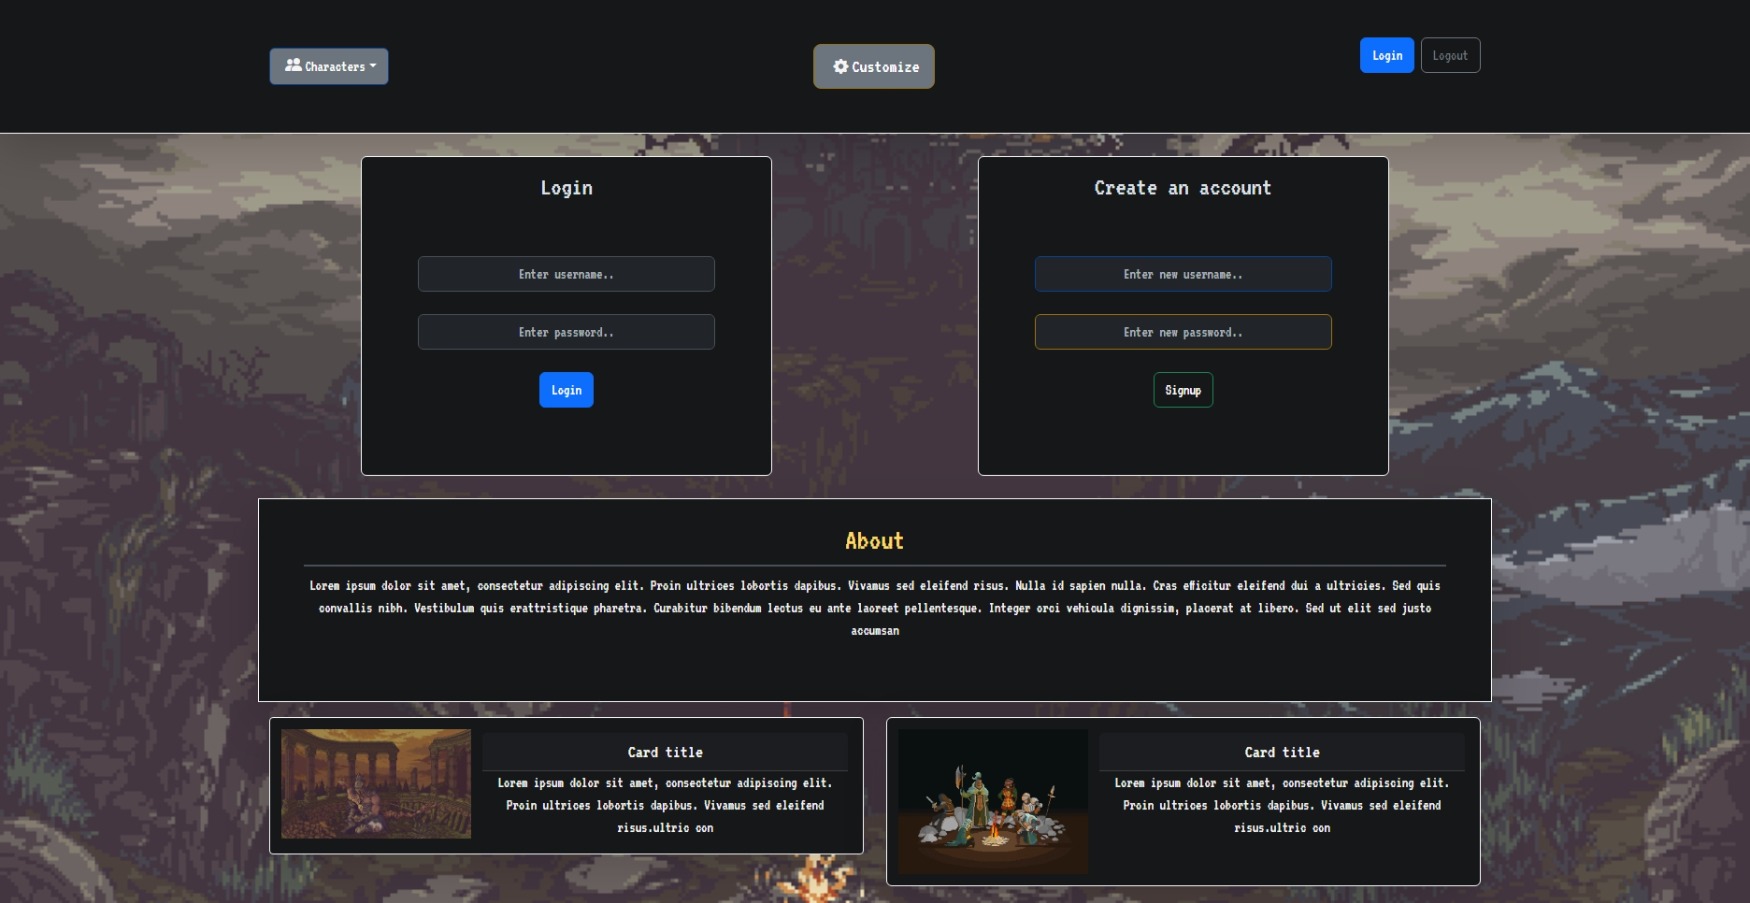 Characters
Customize
Login
Logout
Login
Create an account
Enter username..
Enter new username..
Enter password..
Enter new password..
Login
Signup
About
Lorem ipsum dolor sit amet, consectetur adipiscing elit. Proin ultrices lobortis dapibus. Vivamus sed eleifend risus. Nulla id sapien nulla. Cras efficitur eleifend dui a ultricies. Sed quis
convallis nibh. Vestibulum quis erattristique pharetra. Curabitur bibendum lectus eu ante laoreet pellentesque. Integer orci vehicula dignissim, placerat at libero. Sed ut elit sed justo
accumsan
Card title
Lorem ipsum dolor sit amet, consectetur adipiscing elit.
Proin ultrices lobortis dapibus. Vivamus sed eleifend
risus.ultric con
Card title
Lorem ipsum dolor sit amet, consectetur adipiscing elit.
Proin ultrices lobortis dapibus. Vivamus sed eleifend
risus.ultric con